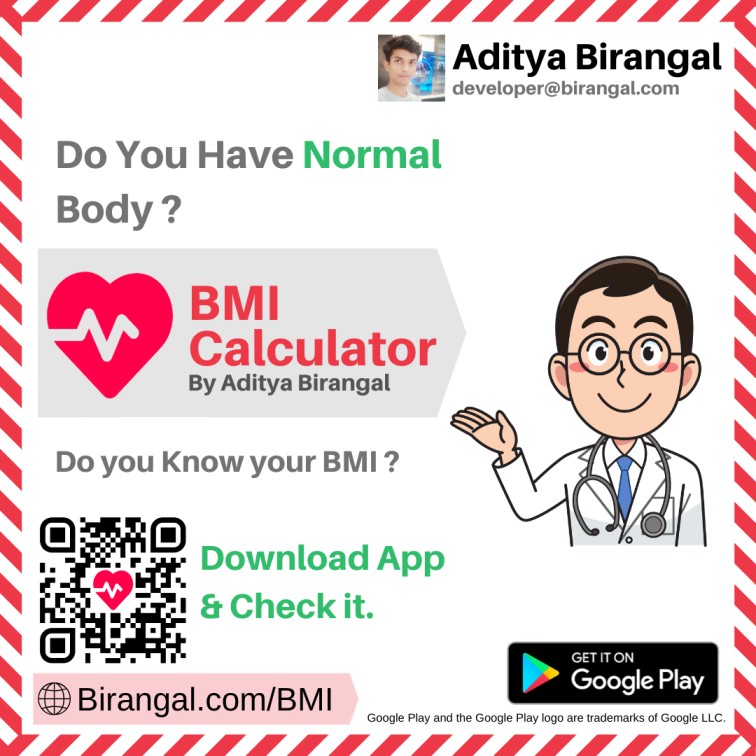 Aditya Birangal
developer@birangal.com
Do You Have Normal
Body ?
BMI
Calculator
By Aditya Birangal
Do you Know your BMI ?
Download App
& Check it.
Birangal.com/BMI
GET IT ON
Google Play
Google Play and the Google Play logo are trademarks of Google LLC.